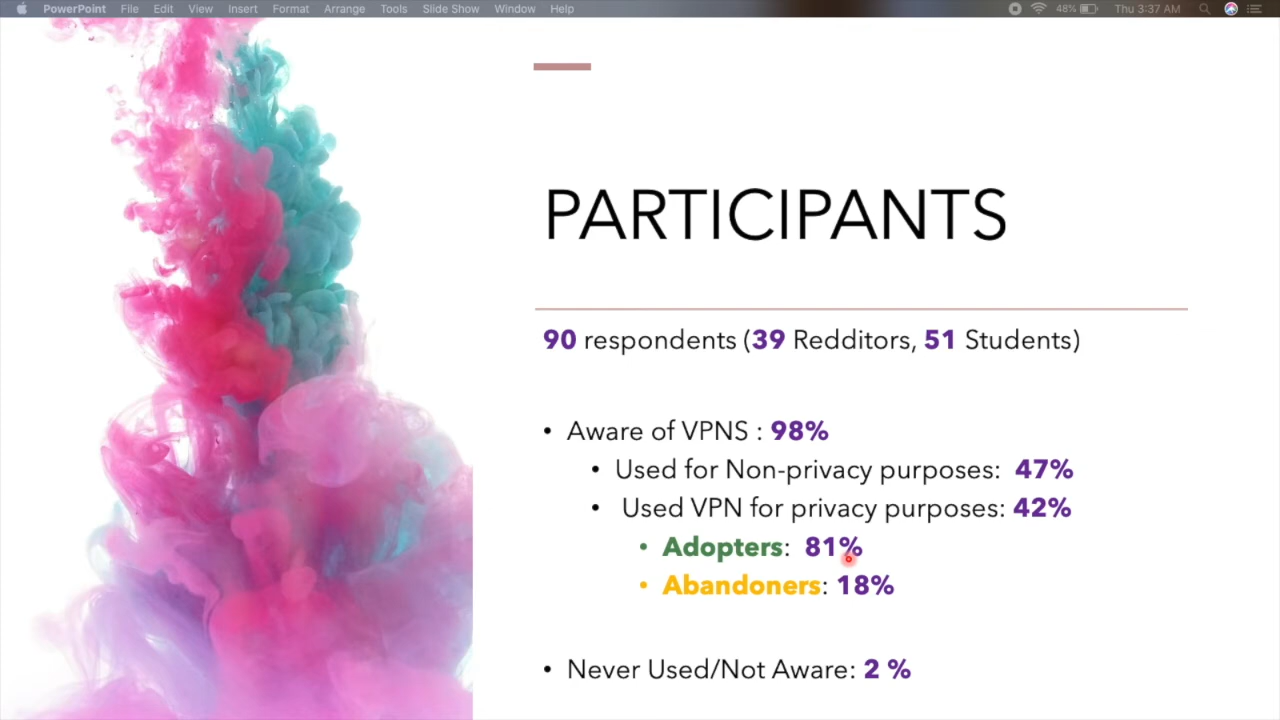 PowerPoint File Edit View Insert Format Arrange Tools Slide Show Window Help 48% Thu 3:37 AM
PARTICIPANTS
90 respondents (39 Redditors, 51 Students)
• Aware of VPNS : 98%
• Used for Non-privacy purposes: 47%
• Used VPN for privacy purposes: 42%
• Adopters: 81%
• Abandoners: 18%
• Never Used/Not Aware: 2 %